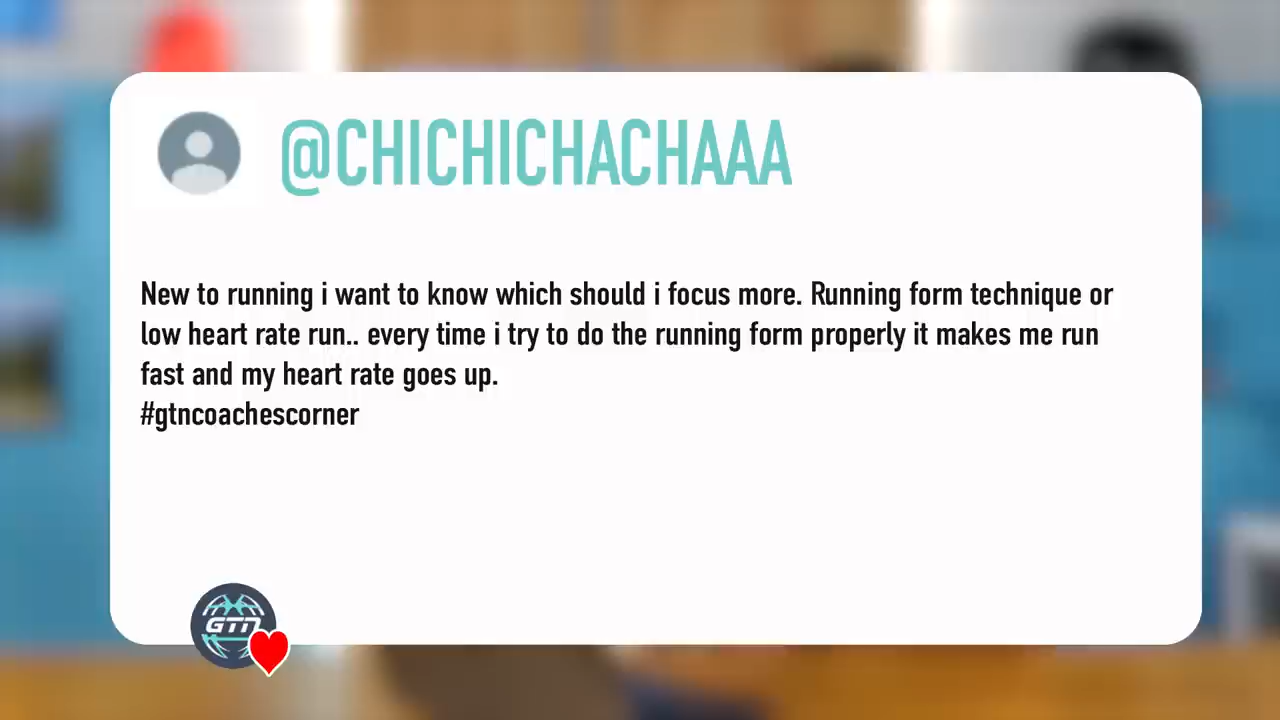 @CHICHICHACHAAA
New to running i want to know which should i focus more. Running form technique or
low heart rate run.. every time i try to do the running form properly it makes me run
fast and my heart rate goes up.
#gtncoachescorner
GTN